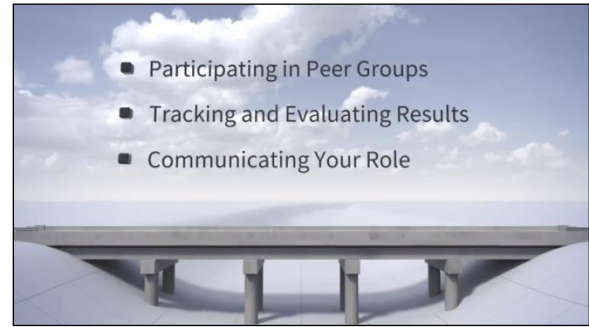 Participating in Peer Groups
Tracking and Evaluating Results
Communicating Your Role